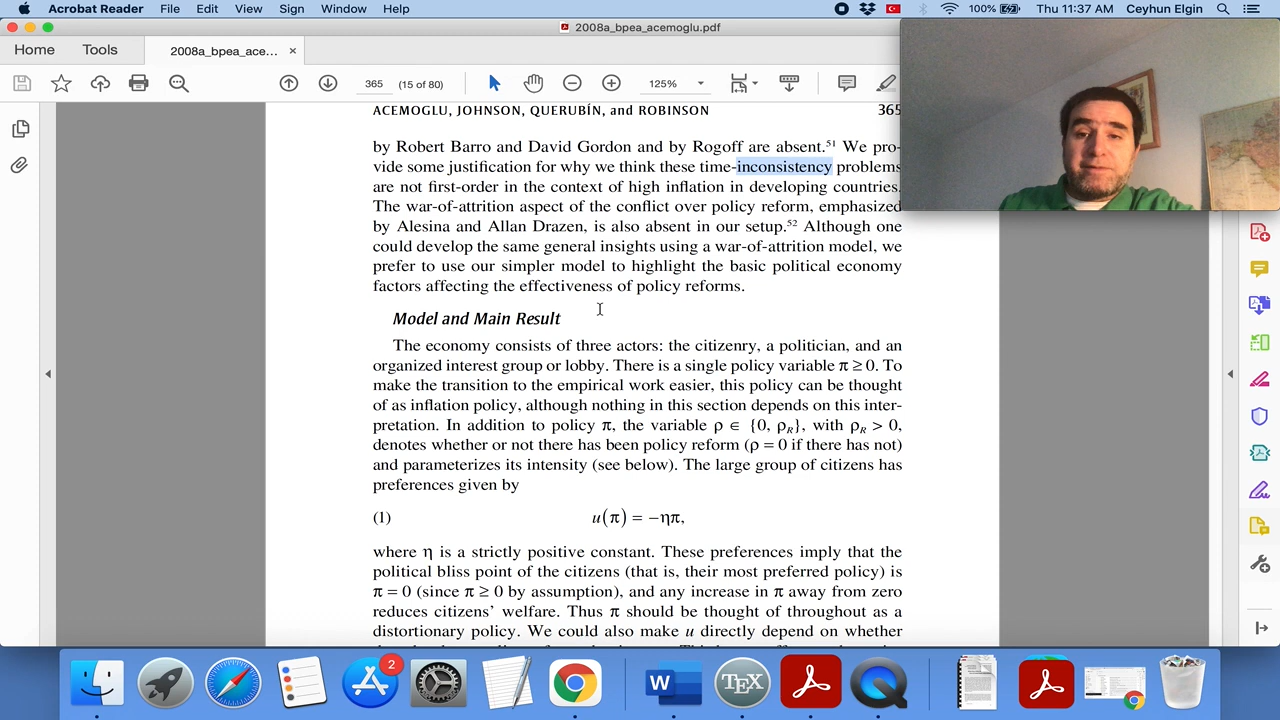 Acrobat Reader File Edit View Sign Window Help 100% Thu 11:37 AM Ceyhun Elgin
2008a_bpea_acemoglu.pdf
Home Tools 2008a_bpea_ace... ×
365 (15 of 80) 125%
ACEMOGLU, JOHNSON, QUERUBÍN, and ROBINSON 365
by Robert Barro and David Gordon and by Rogoff are absent.⁵¹ We pro-
vide some justification for why we think these time-inconsistency problems
are not first-order in the context of high inflation in developing countries.
The war-of-attrition aspect of the conflict over policy reform, emphasized
by Alesina and Allan Drazen, is also absent in our setup.⁵² Although one
could develop the same general insights using a war-of-attrition model, we
prefer to use our simpler model to highlight the basic political economy
factors affecting the effectiveness of policy reforms.
Model and Main Result
The economy consists of three actors: the citizenry, a politician, and an
organized interest group or lobby. There is a single policy variable π ≥ 0. To
make the transition to the empirical work easier, this policy can be thought
of as inflation policy, although nothing in this section depends on this inter-
pretation. In addition to policy π, the variable ρ ∈ {0, ρ_R}, with ρ_R > 0,
denotes whether or not there has been policy reform (ρ = 0 if there has not)
and parameterizes its intensity (see below). The large group of citizens has
preferences given by
(1) u(π) = −ηπ,
where η is a strictly positive constant. These preferences imply that the
political bliss point of the citizens (that is, their most preferred policy) is
π = 0 (since π ≥ 0 by assumption), and any increase in π away from zero
reduces citizens' welfare. Thus π should be thought of throughout as a
distortionary policy. We could also make u directly depend on whether
2
W TEX